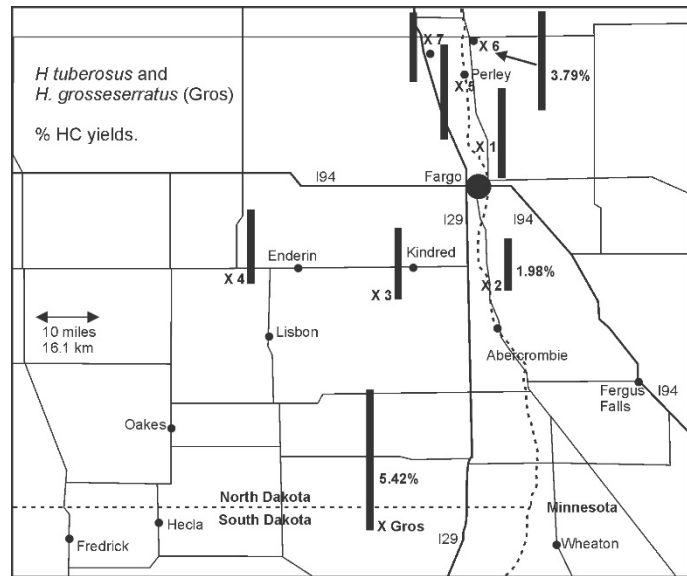 X 7
X 6
H tuberosus and
H. grosseserratus (Gros)
Perley
3.79%
X 5
% HC yields.
X 1
I94
Fargo
I29
I94
Enderin
Kindred
X 4
1.98%
X 3
X 2
10 miles
16.1 km
Lisbon
Abercrombie
Fergus
Falls
I94
Oakes
5.42%
North Dakota
South Dakota
Minnesota
Hecla
X Gros
Fredrick
I29
Wheaton